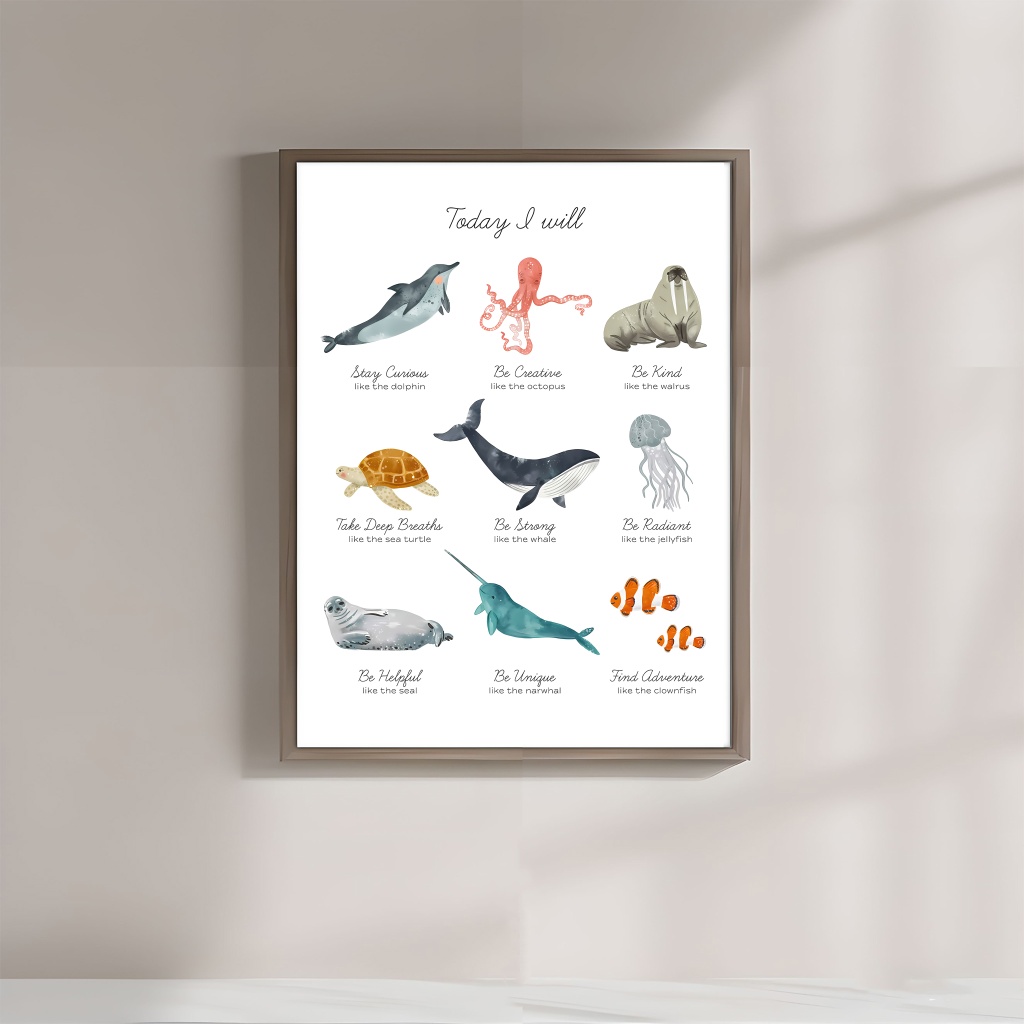 Today I will
Stay Curious
like the dolphin
Be Creative
like the octopus
Be Kind
like the walrus
Take Deep Breaths
like the sea turtle
Be Strong
like the whale
Be Radiant
like the jellyfish
Be Helpful
like the seal
Be Unique
like the narwhal
Find Adventure
like the clownfish